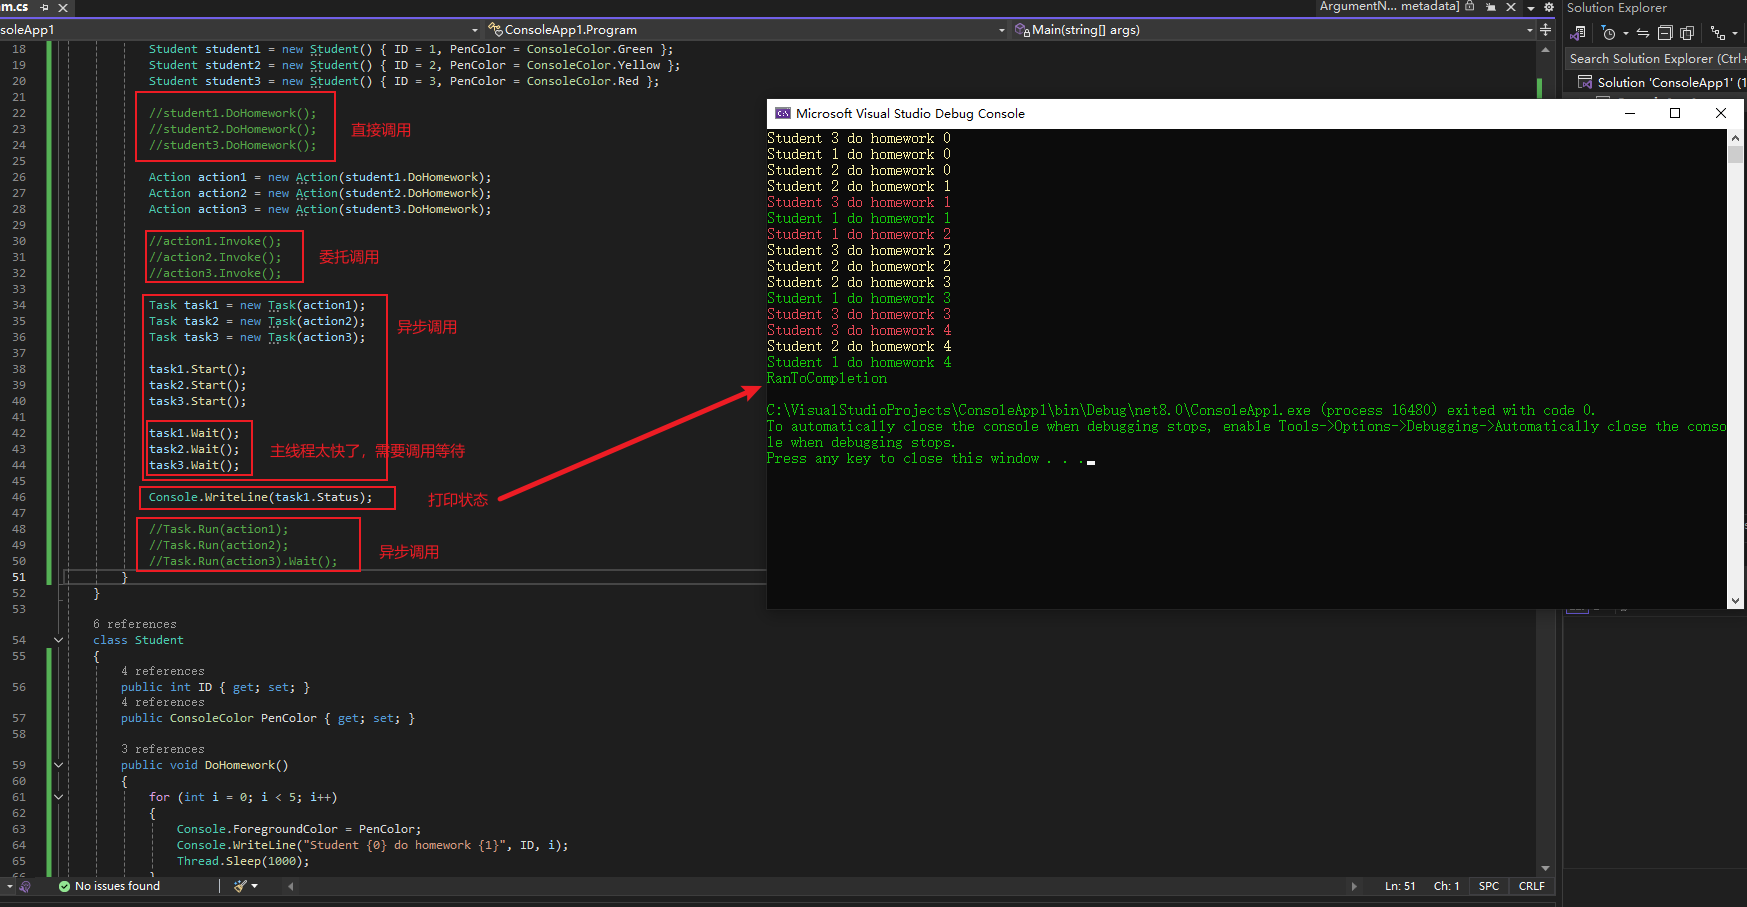 m.cs
ArgumentN... metadata]
Solution Explorer
soleApp1
ConsoleApp1.Program
Main(string[] args)
Search Solution Explorer (Ctrl+
Solution 'ConsoleApp1' (1
18 Student student1 = new Student() { ID = 1, PenColor = ConsoleColor.Green };
19 Student student2 = new Student() { ID = 2, PenColor = ConsoleColor.Yellow };
20 Student student3 = new Student() { ID = 3, PenColor = ConsoleColor.Red };
21
22 //student1.DoHomework();
23 //student2.DoHomework(); 直接调用
24 //student3.DoHomework();
25
26 Action action1 = new Action(student1.DoHomework);
27 Action action2 = new Action(student2.DoHomework);
28 Action action3 = new Action(student3.DoHomework);
29
30 //action1.Invoke();
31 //action2.Invoke(); 委托调用
32 //action3.Invoke();
33
34 Task task1 = new Task(action1);
35 Task task2 = new Task(action2); 异步调用
36 Task task3 = new Task(action3);
37
38 task1.Start();
39 task2.Start();
40 task3.Start();
41
42 task1.Wait();
43 task2.Wait(); 主线程太快了，需要调用等待
44 task3.Wait();
45
46 Console.WriteLine(task1.Status); 打印状态
47
48 //Task.Run(action1);
49 //Task.Run(action2); 异步调用
50 //Task.Run(action3).Wait();
51 }
52 }
53
6 references
54 class Student
55 {
4 references
56 public int ID { get; set; }
4 references
57 public ConsoleColor PenColor { get; set; }
58
3 references
59 public void DoHomework()
60 {
61 for (int i = 0; i < 5; i++)
62 {
63 Console.ForegroundColor = PenColor;
64 Console.WriteLine("Student {0} do homework {1}", ID, i);
65 Thread.Sleep(1000);
Microsoft Visual Studio Debug Console
Student 3 do homework 0
Student 1 do homework 0
Student 2 do homework 0
Student 2 do homework 1
Student 3 do homework 1
Student 1 do homework 1
Student 1 do homework 2
Student 3 do homework 2
Student 2 do homework 2
Student 2 do homework 3
Student 1 do homework 3
Student 3 do homework 3
Student 3 do homework 4
Student 2 do homework 4
Student 1 do homework 4
RanToCompletion
C:\VisualStudioProjects\ConsoleApp1\bin\Debug\net8.0\ConsoleApp1.exe (process 16480) exited with code 0.
To automatically close the console when debugging stops, enable Tools->Options->Debugging->Automatically close the conso
le when debugging stops.
Press any key to close this window . . .
No issues found
Ln: 51 Ch: 1 SPC CRLF